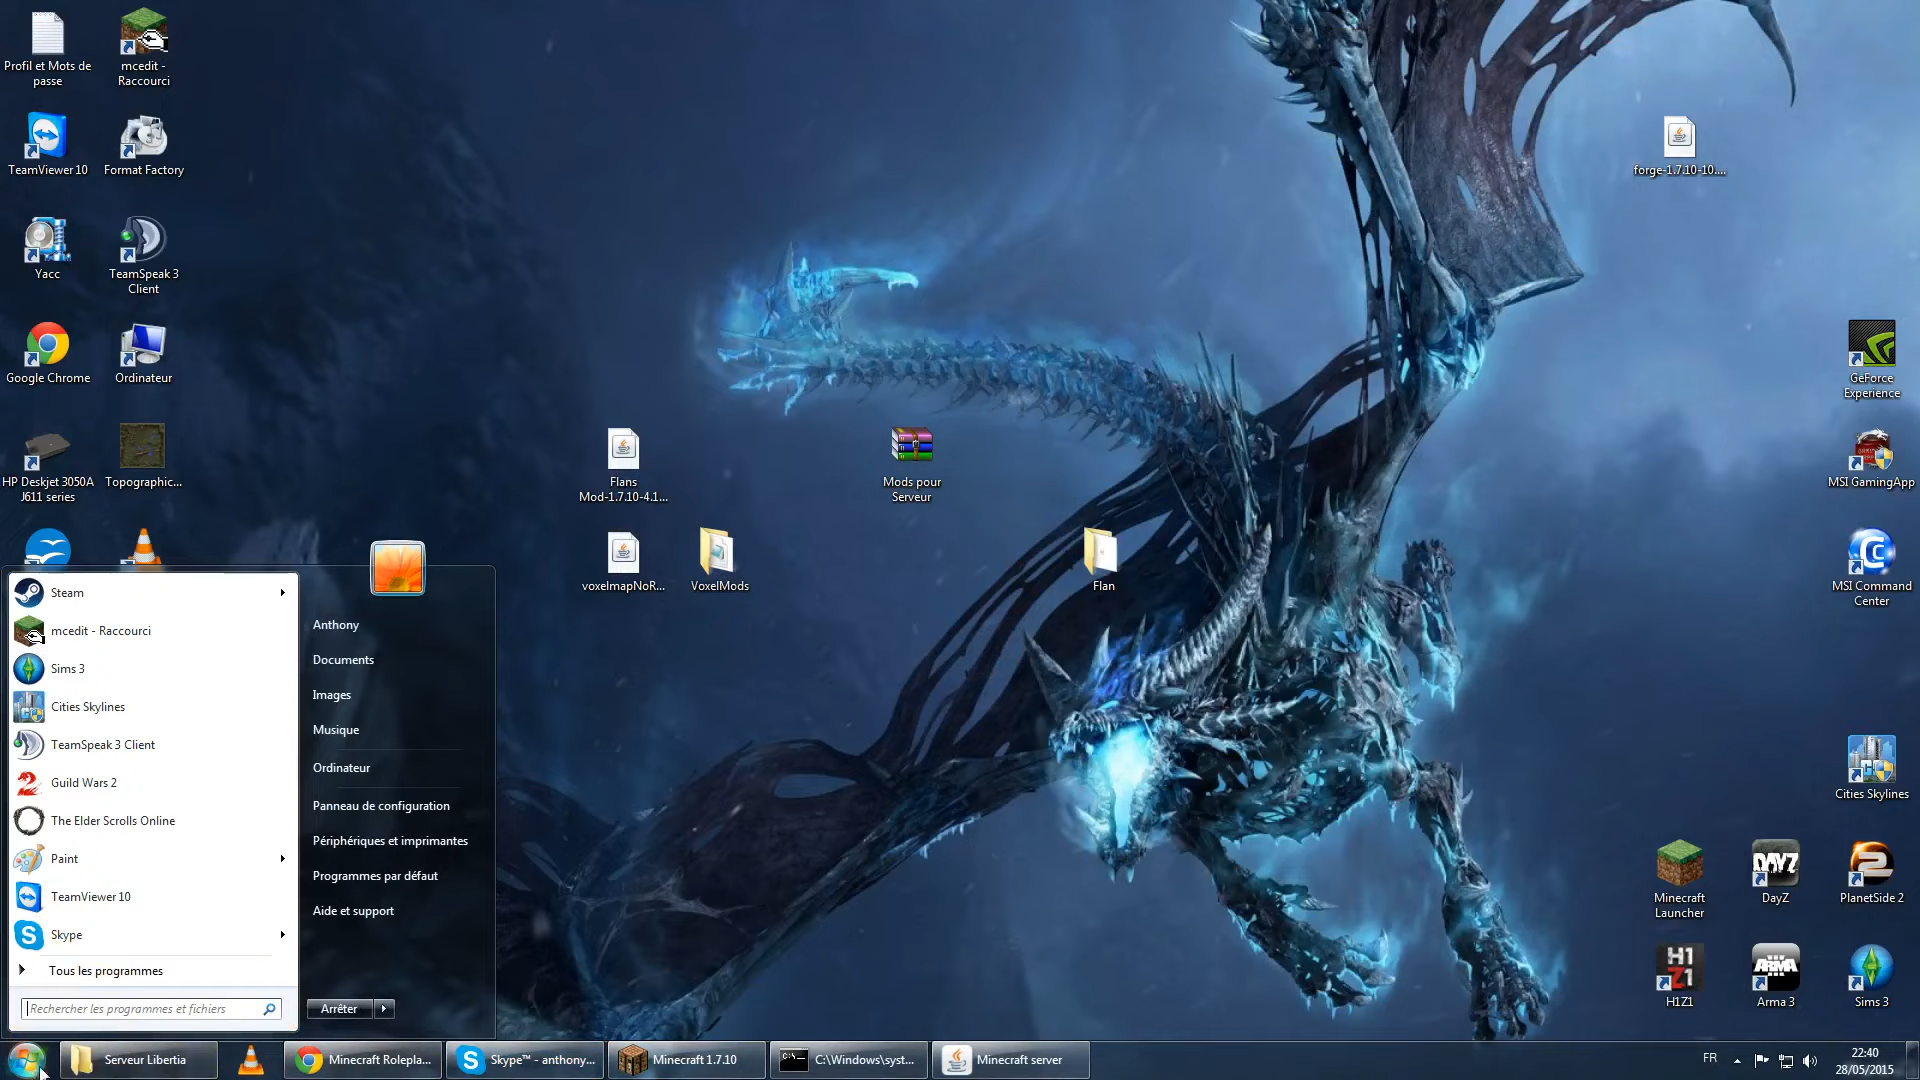 Profil et Mots de
passe
mcedit -
Raccourci
TeamViewer 10
Format Factory
Yacc
TeamSpeak 3
Client
Google Chrome
Ordinateur
HP Deskjet 3050A
J611 series
Topographic...
forge-1.7.10-10....
GeForce
Experience
Flans
Mod-1.7.10-4.1...
Mods pour
Serveur
MSI GamingApp
voxelmapNoR...
VoxelMods
Flan
MSI Command
Center
Cities Skylines
Minecraft
Launcher
DAYZ
DayZ
2
PlanetSide 2
H1
Z1
H1Z1
ARMA
Arma 3
Sims 3
Steam
mcedit - Raccourci
Sims 3
Cities Skylines
TeamSpeak 3 Client
Guild Wars 2
The Elder Scrolls Online
Paint
TeamViewer 10
Skype
Tous les programmes
Rechercher les programmes et fichiers
Anthony
Documents
Images
Musique
Ordinateur
Panneau de configuration
Périphériques et imprimantes
Programmes par défaut
Aide et support
Arrêter
Serveur Libertia
Minecraft Rolepla...
Skype™ - anthony...
Minecraft 1.7.10
C:\Windows\syst...
Minecraft server
FR
22:40
28/05/2015